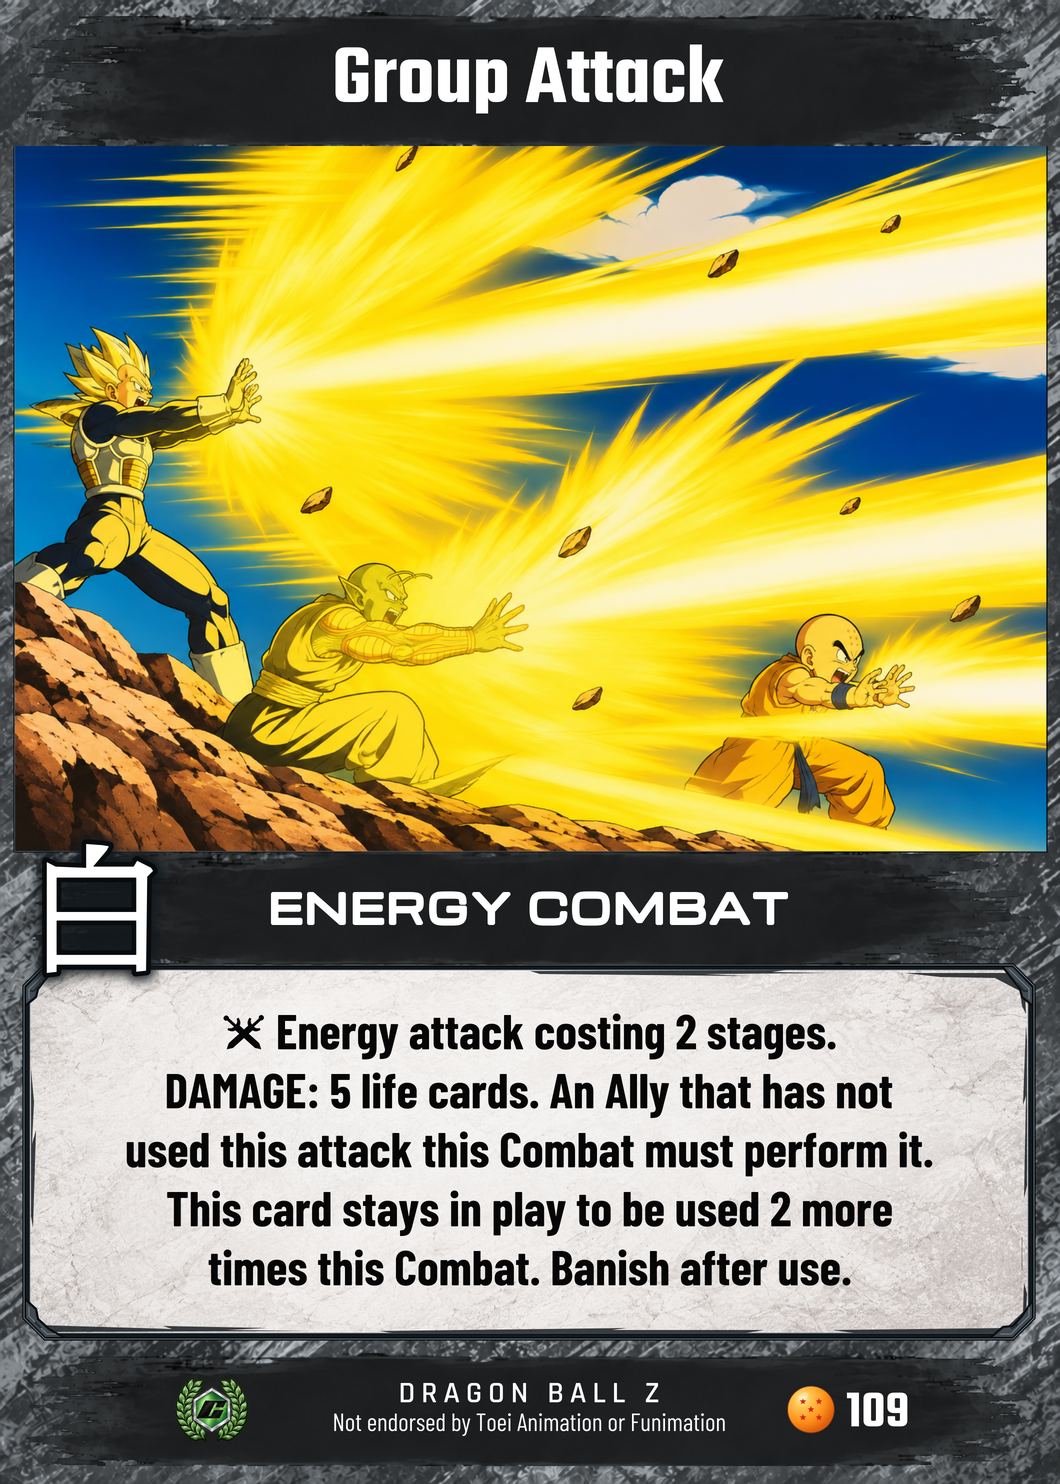 Group Attack
白
ENERGY COMBAT
Energy attack costing 2 stages.
DAMAGE: 5 life cards. An Ally that has not
used this attack this Combat must perform it.
This card stays in play to be used 2 more
times this Combat. Banish after use.
DRAGON BALL Z
Not endorsed by Toei Animation or Funimation
109